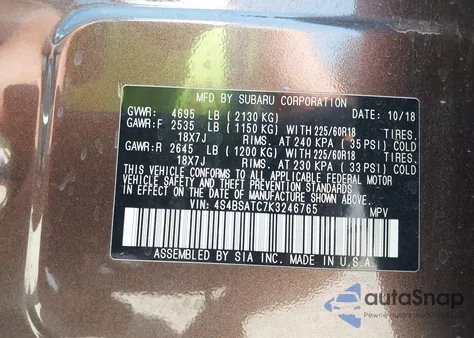 MFD BY SUBARU CORPORATION
GVWR: 4695 LB (2130 KG) DATE: 10/18
GAWR:F 2535 LB (1150 KG) WITH 225/60R18 TIRES.
18X7J RIMS. AT 240 KPA (35 PSI) COLD
GAWR:R 2645 LB (1200 KG) WITH 225/60R18 TIRES.
18X7J RIMS. AT 230 KPA (33 PSI) COLD
THIS VEHICLE CONFORMS TO ALL APPLICABLE FEDERAL MOTOR
VEHICLE SAFETY AND THEFT PREVENTION STANDARDS
IN EFFECT ON THE DATE OF MANUFACTURE SHOWN ABOVE.
VIN: 4S4BSATC7K3246765 MPV
ASSEMBLED BY SIA INC. MADE IN U.S.A.
autaSnap